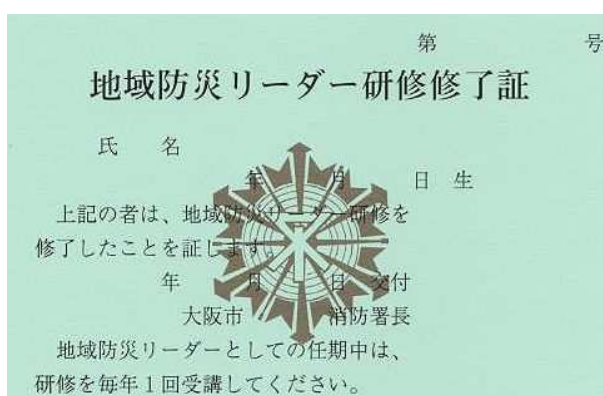 第　　　　号
地域防災リーダー研修修了証
氏　名
年　　月　　日 生
上記の者は、地域防災リーダー研修を
修了したことを証します。
年　　月　　日 交付
大阪市　　　消防署長
地域防災リーダーとしての任期中は、
研修を毎年１回受講してください。